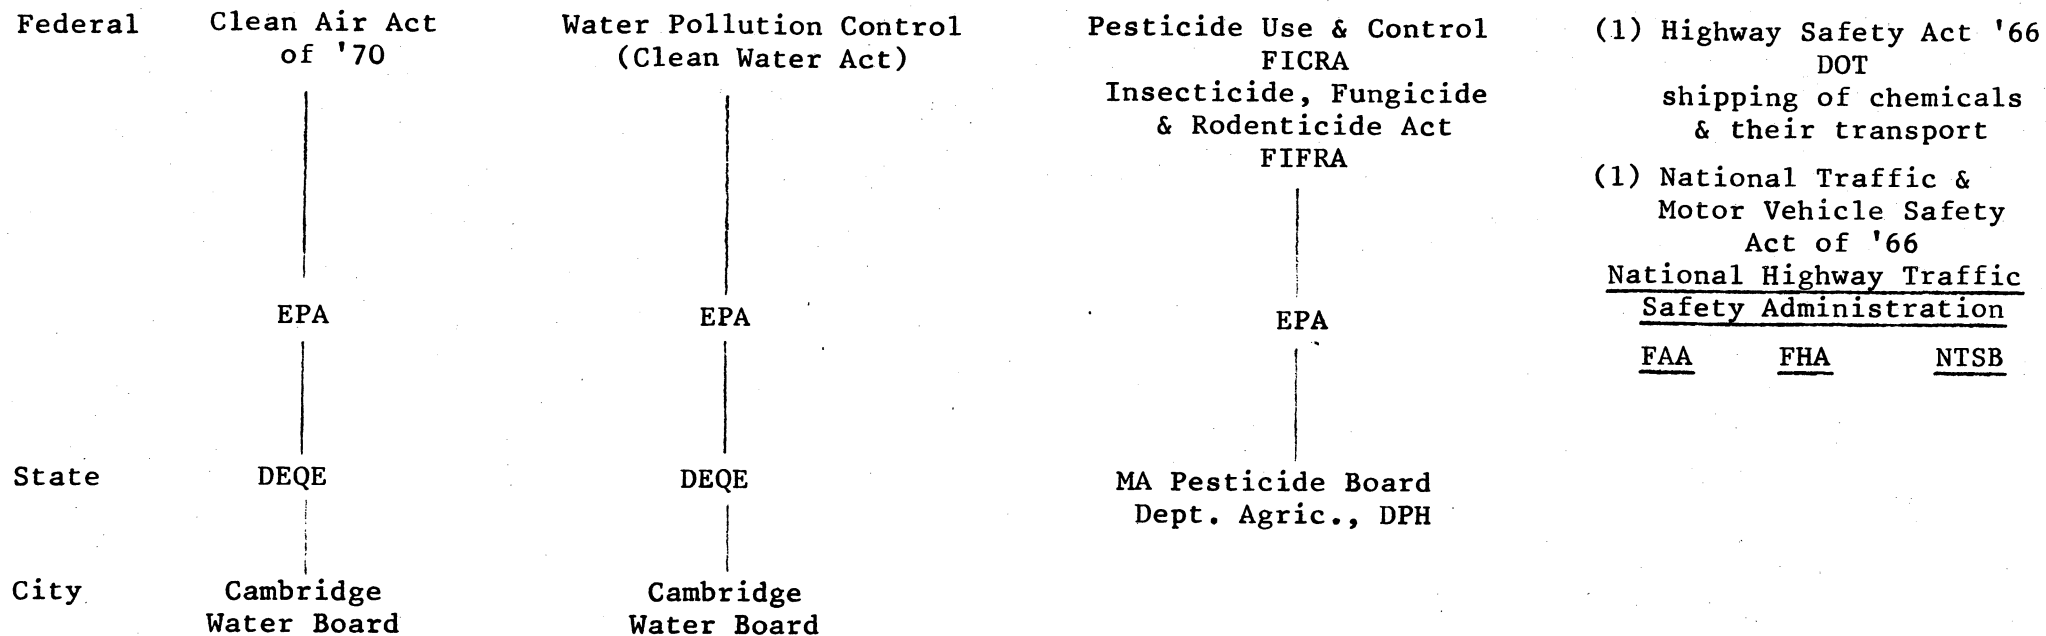 Federal
Clean Air Act
of '70
Water Pollution Control
(Clean Water Act)
Pesticide Use & Control
FICRA
Insecticide, Fungicide
& Rodenticide Act
FIFRA
(1) Highway Safety Act '66
DOT
shipping of chemicals
& their transport
(1) National Traffic &
Motor Vehicle Safety
Act of '66
National Highway Traffic
Safety Administration
FAA FHA NTSB
EPA
EPA
EPA
State
DEQE
DEQE
MA Pesticide Board
Dept. Agric., DPH
City
Cambridge
Water Board
Cambridge
Water Board